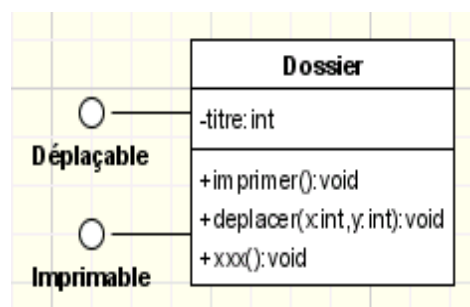 Dossier
-titre:int
Déplaçable
+imprimer():void
+deplacer(x:int,y:int):void
+xxx():void
Imprimable